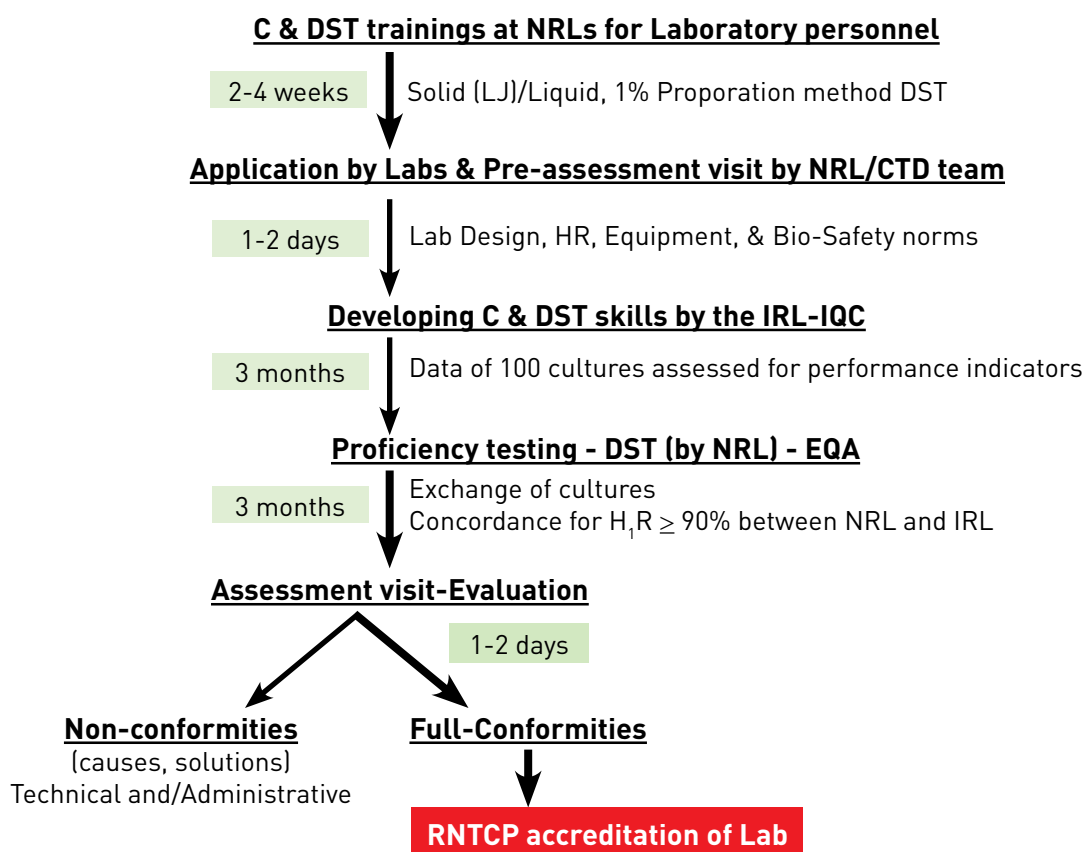 C & DST trainings at NRLs for Laboratory personnel
2-4 weeks
Solid (LJ)/Liquid, 1% Proporation method DST
Application by Labs & Pre-assessment visit by NRL/CTD team
1-2 days
Lab Design, HR, Equipment, & Bio-Safety norms
Developing C & DST skills by the IRL-IQC
3 months
Data of 100 cultures assessed for performance indicators
Proficiency testing - DST (by NRL) - EQA
3 months
Exchange of cultures
Concordance for H₁R ≥ 90% between NRL and IRL
Assessment visit-Evaluation
1-2 days
Non-conformities
(causes, solutions)
Technical and/Administrative
Full-Conformities
RNTCP accreditation of Lab